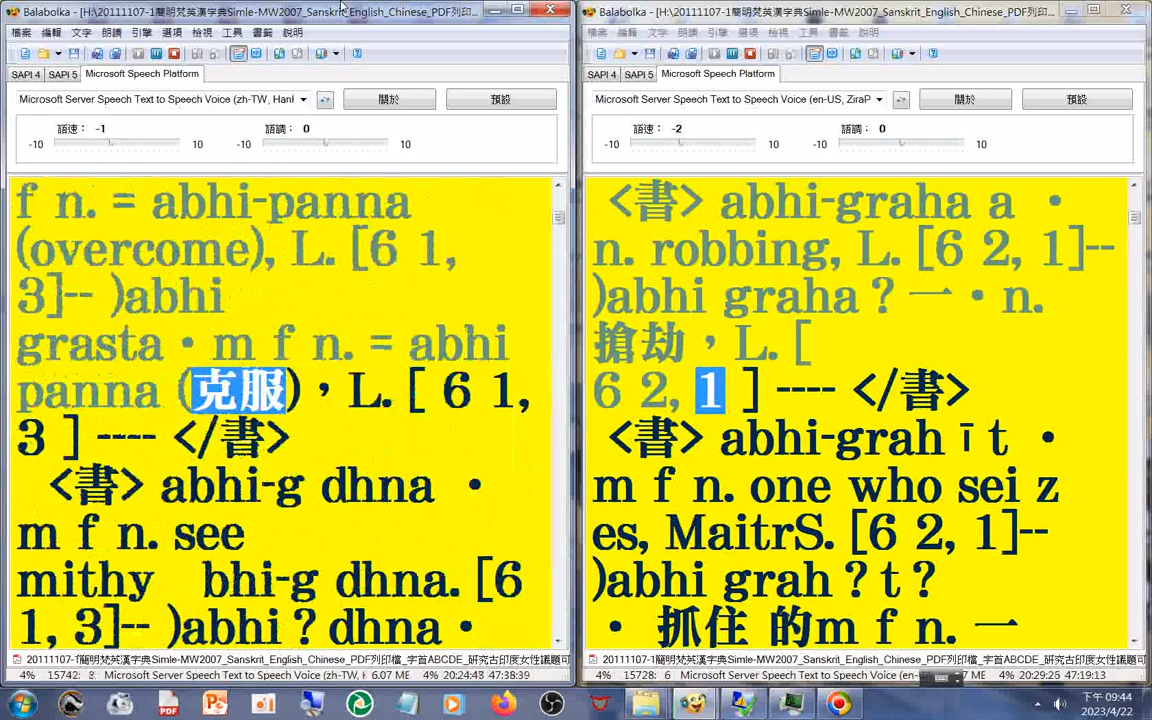 Balabolka - [H:\20111107-1簡明梵英漢字典Simle-MW2007_Sanskrit_English_Chinese_PDF列印...
檔案 編輯 文字 朗讀 引擎 選項 檢視 工具 書籤 說明
SAPI 4 SAPI 5 Microsoft Speech Platform
Microsoft Server Speech Text to Speech Voice (zh-TW, Hanl
關於 預設
語速： -1 語調： 0
-10 10 -10 10
f n. = abhi-panna
(overcome), L. [6 1,
3]-- )abhi
grasta‧m f n. = abhi
panna (克服)，L. [ 6 1,
3 ] ---- </書>
<書> abhi-g dhna ‧
m f n. see
mithy bhi-g dhna. [6
1, 3]-- )abhi？dhna‧
20111107-1簡明梵英漢字典Simle-MW2007_Sanskrit_English_Chinese_PDF列印檔_字首ABCDE_研究古印度女性議題可
4% 15742: 8 Microsoft Server Speech Text to Speech Voice (zh-TW, H 6.07 ME 4% 20:24:43 47:38:39
Balabolka - [H:\20111107-1簡明梵英漢字典Simle-MW2007_Sanskrit_English_Chinese_PDF列印...
檔案 編輯 文字 朗讀 引擎 選項 檢視 工具 書籤 說明
SAPI 4 SAPI 5 Microsoft Speech Platform
Microsoft Server Speech Text to Speech Voice (en-US, ZiraP
關於 預設
語速： -2 語調： 0
-10 10 -10 10
<書> abhi-graha a ‧
n. robbing, L. [6 2, 1]--
)abhi graha？一‧n.
搶劫，L. [
6 2, 1 ] ---- </書>
<書> abhi-grah ī t ‧
m f n. one who sei z
es, MaitrS. [6 2, 1]--
)abhi grah？t？
‧ 抓住 的m f n. 一
20111107-1簡明梵英漢字典Simle-MW2007_Sanskrit_English_Chinese_PDF列印檔_字首ABCDE_研究古印度女性議題可
4% 15728: 6 Microsoft Server Speech Text to Speech Voice (en-US 7% 4% 20:29:25 47:19:13
下午 09:44
2023/4/22